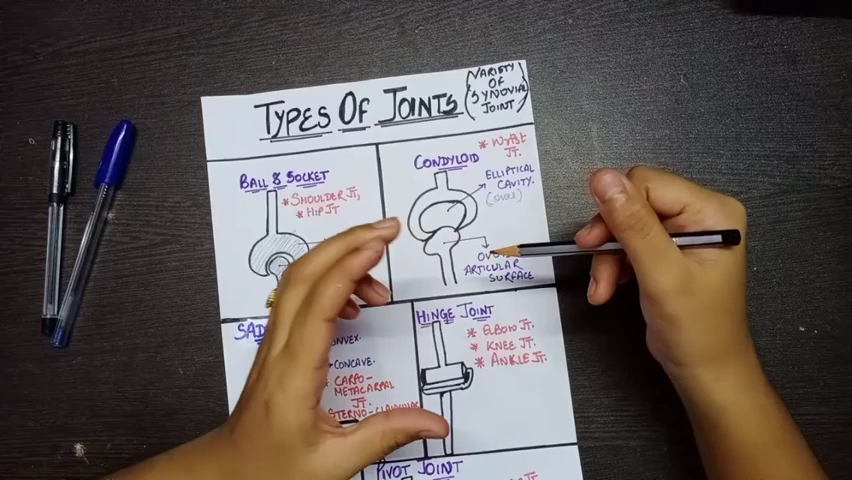 TYPES OF JOINTS
(VARIETY
OF
SYNOVIAL
JOINT)
BALL & SOCKET
* SHOULDER JT,
* HIP JT
CONDYLOID
* Wrist
JT.
ELLIPTICAL
CAVITY.
(oval)
ARTICULAR
SURFACE
CONVEX.
CONCAVE.
* CARPO-
METACARPAL
JT.
HINGE JOINT
* ELBOW JT.
* KNEE JT.
* ANKLE JT.
PIVOT JOINT